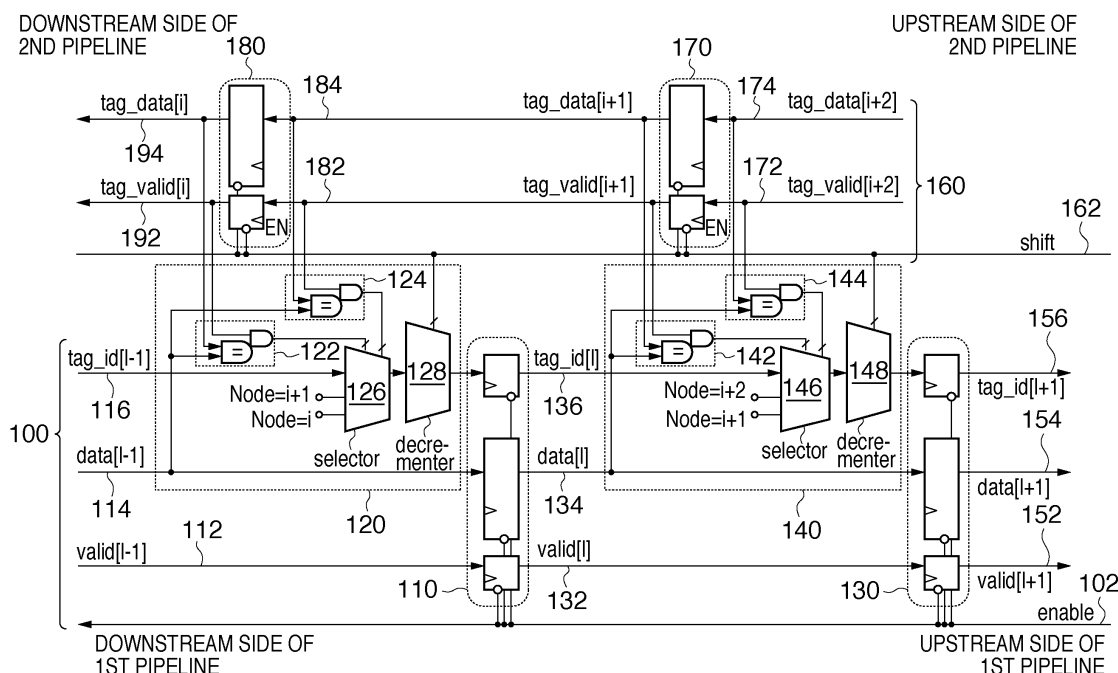 DOWNSTREAM SIDE OF
2ND PIPELINE
UPSTREAM SIDE OF
2ND PIPELINE
180
170
tag_data[i]
184
tag_data[i+1]
174
tag_data[i+2]
194
tag_valid[i]
182
tag_valid[i+1]
172
tag_valid[i+2]
160
192
EN
EN
162
shift
124
144
=
=
122
142
=
=
156
tag_id[I-1]
tag_id[I]
tag_id[I+1]
116
136
126
128
146
148
Node=i+1
Node=i
Node=i+2
Node=i+1
100
selector
decre-
menter
selector
decre-
menter
154
data[I-1]
data[I]
data[I+1]
114
134
120
140
112
152
valid[I-1]
valid[I]
valid[I+1]
110
132
130
102
enable
DOWNSTREAM SIDE OF
1ST PIPELINE
UPSTREAM SIDE OF
1ST PIPELINE